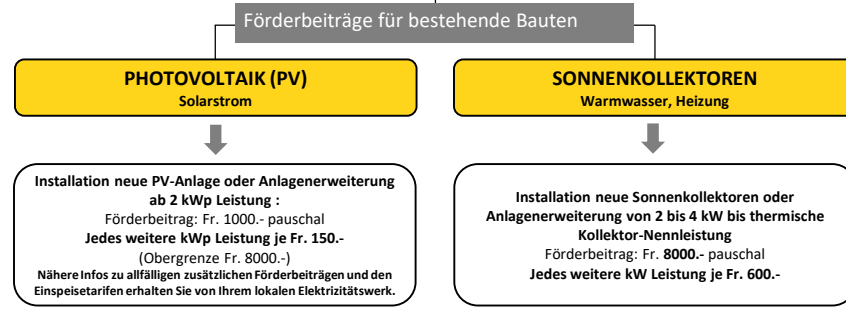 Förderbeiträge für bestehende Bauten
PHOTOVOLTAIK (PV)
Solarstrom
Installation neue PV-Anlage oder Anlagenerweiterung
ab 2 kWp Leistung :
Förderbeitrag: Fr. 1000.- pauschal
Jedes weitere kWp Leistung je Fr. 150.-
(Obergrenze Fr. 8000.-)
Nähere Infos zu allfälligen zusätzlichen Förderbeiträgen und den
Einspeisetarifen erhalten Sie von Ihrem lokalen Elektrizitätswerk.
SONNENKOLLEKTOREN
Warmwasser, Heizung
Installation neue Sonnenkollektoren oder
Anlagenerweiterung von 2 bis 4 kW bis thermische
Kollektor-Nennleistung
Förderbeitrag: Fr. 8000.- pauschal
Jedes weitere kW Leistung je Fr. 600.-